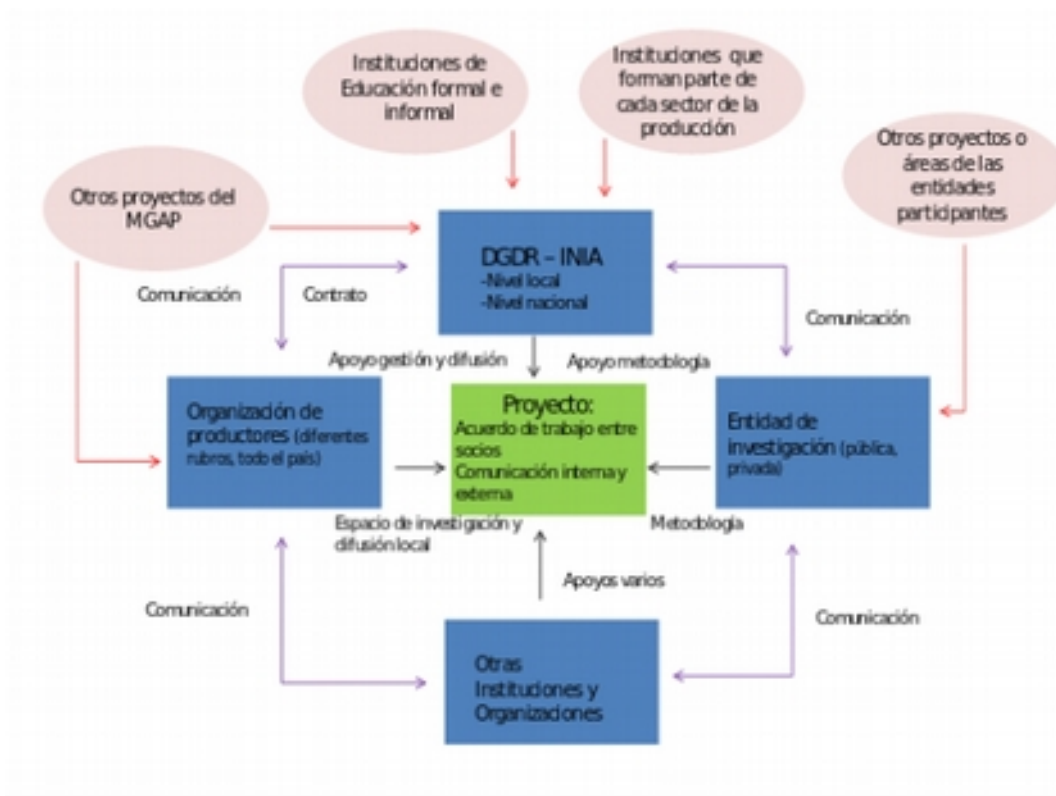 Instituciones de
Educación formal e
informal
Instituciones que
forman parte de
cada sector de la
producción
Otros proyectos o
áreas de las
entidades
participantes
Otros proyectos del
MGAP
DGDR – INIA
-Nivel local
-Nivel nacional
Comunicación
Contrato
Comunicación
Apoyo gestión y difusión
Apoyo metodología
Organización de
productores (diferentes
rubros, todo el país)
Proyecto:
Acuerdo de trabajo entre
socios
Comunicación interna y
externa
Entidad de
investigación (pública,
privada)
Espacio de investigación y
difusión local
Metodología
Apoyos varios
Comunicación
Comunicación
Otras
Instituciones y
Organizaciones